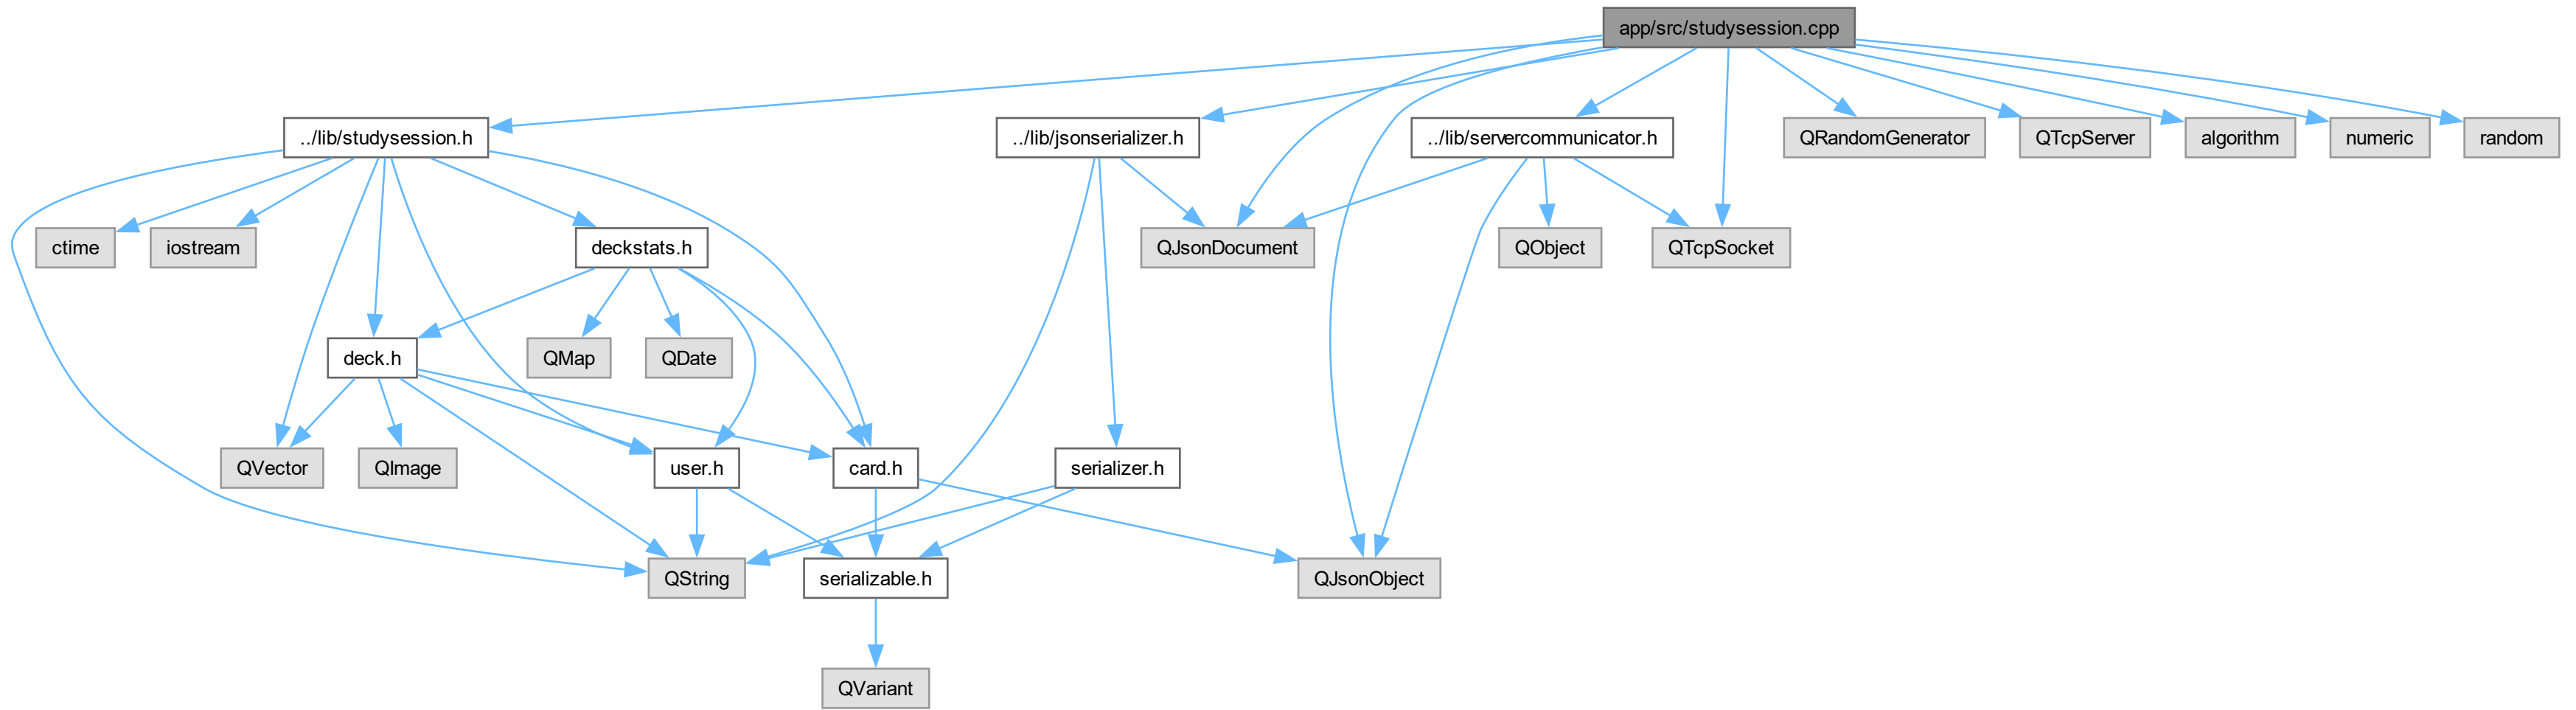 app/src/studysession.cpp
../lib/studysession.h
../lib/jsonserializer.h
../lib/servercommunicator.h
QRandomGenerator
QTcpServer
algorithm
numeric
random
ctime
iostream
deckstats.h
QJsonDocument
QObject
QTcpSocket
deck.h
QMap
QDate
QVector
QImage
user.h
card.h
serializer.h
QString
serializable.h
QJsonObject
QVariant